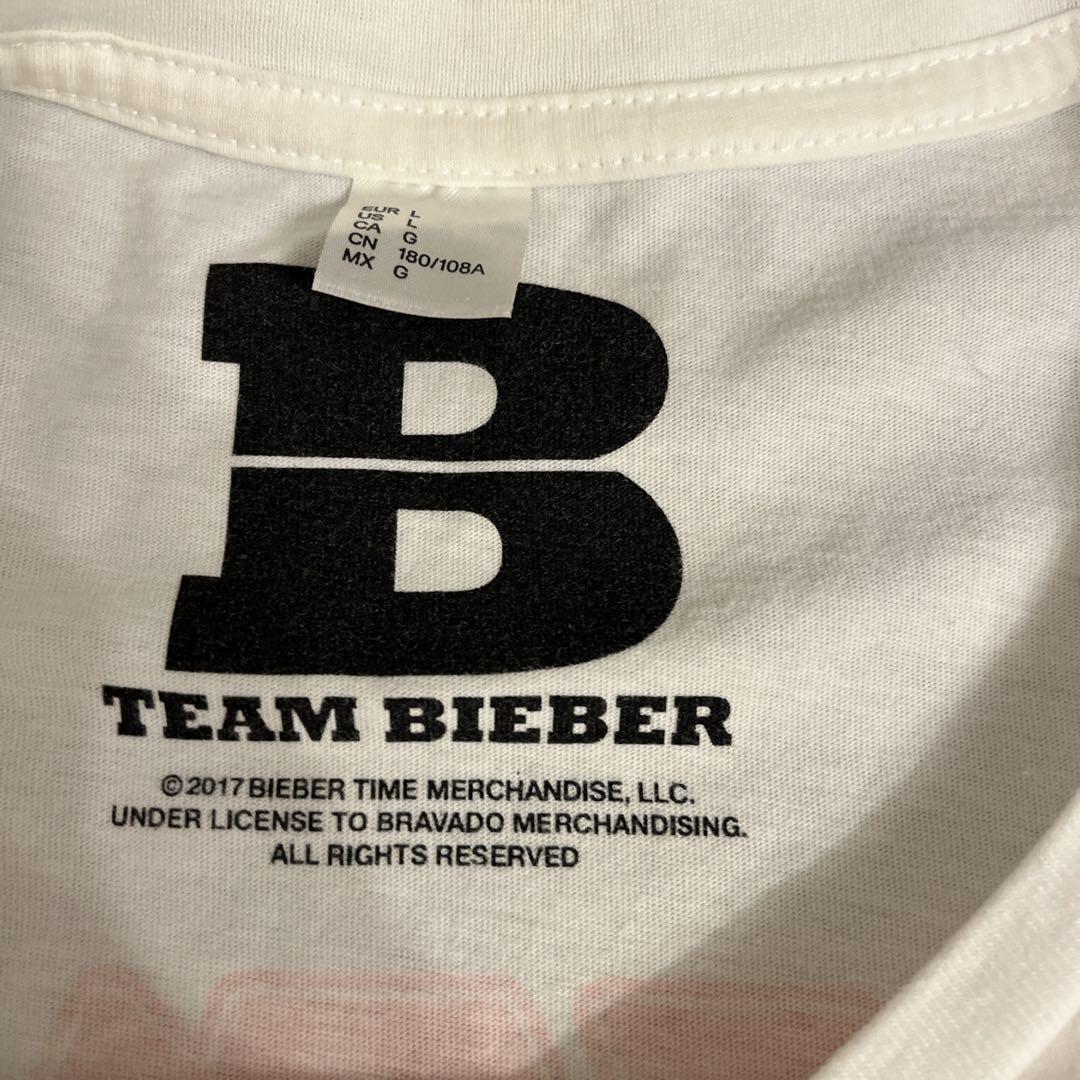 EUR L
US L
CA G
CN 180/108A
MX G
B
TEAM BIEBER
©2017 BIEBER TIME MERCHANDISE, LLC.
UNDER LICENSE TO BRAVADO MERCHANDISING.
ALL RIGHTS RESERVED